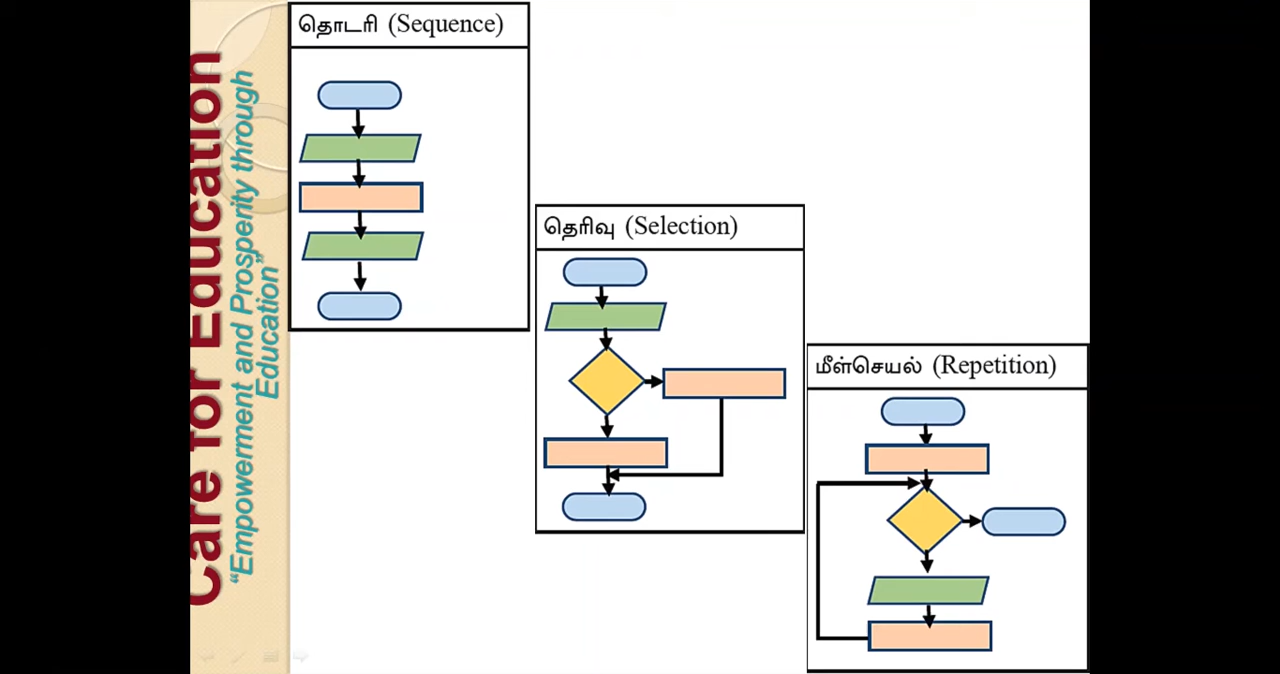 தொடரி (Sequence)
தெரிவு (Selection)
மீள்செயல் (Repetition)
Care for Education
“Empowerment and Prosperity through
Education”